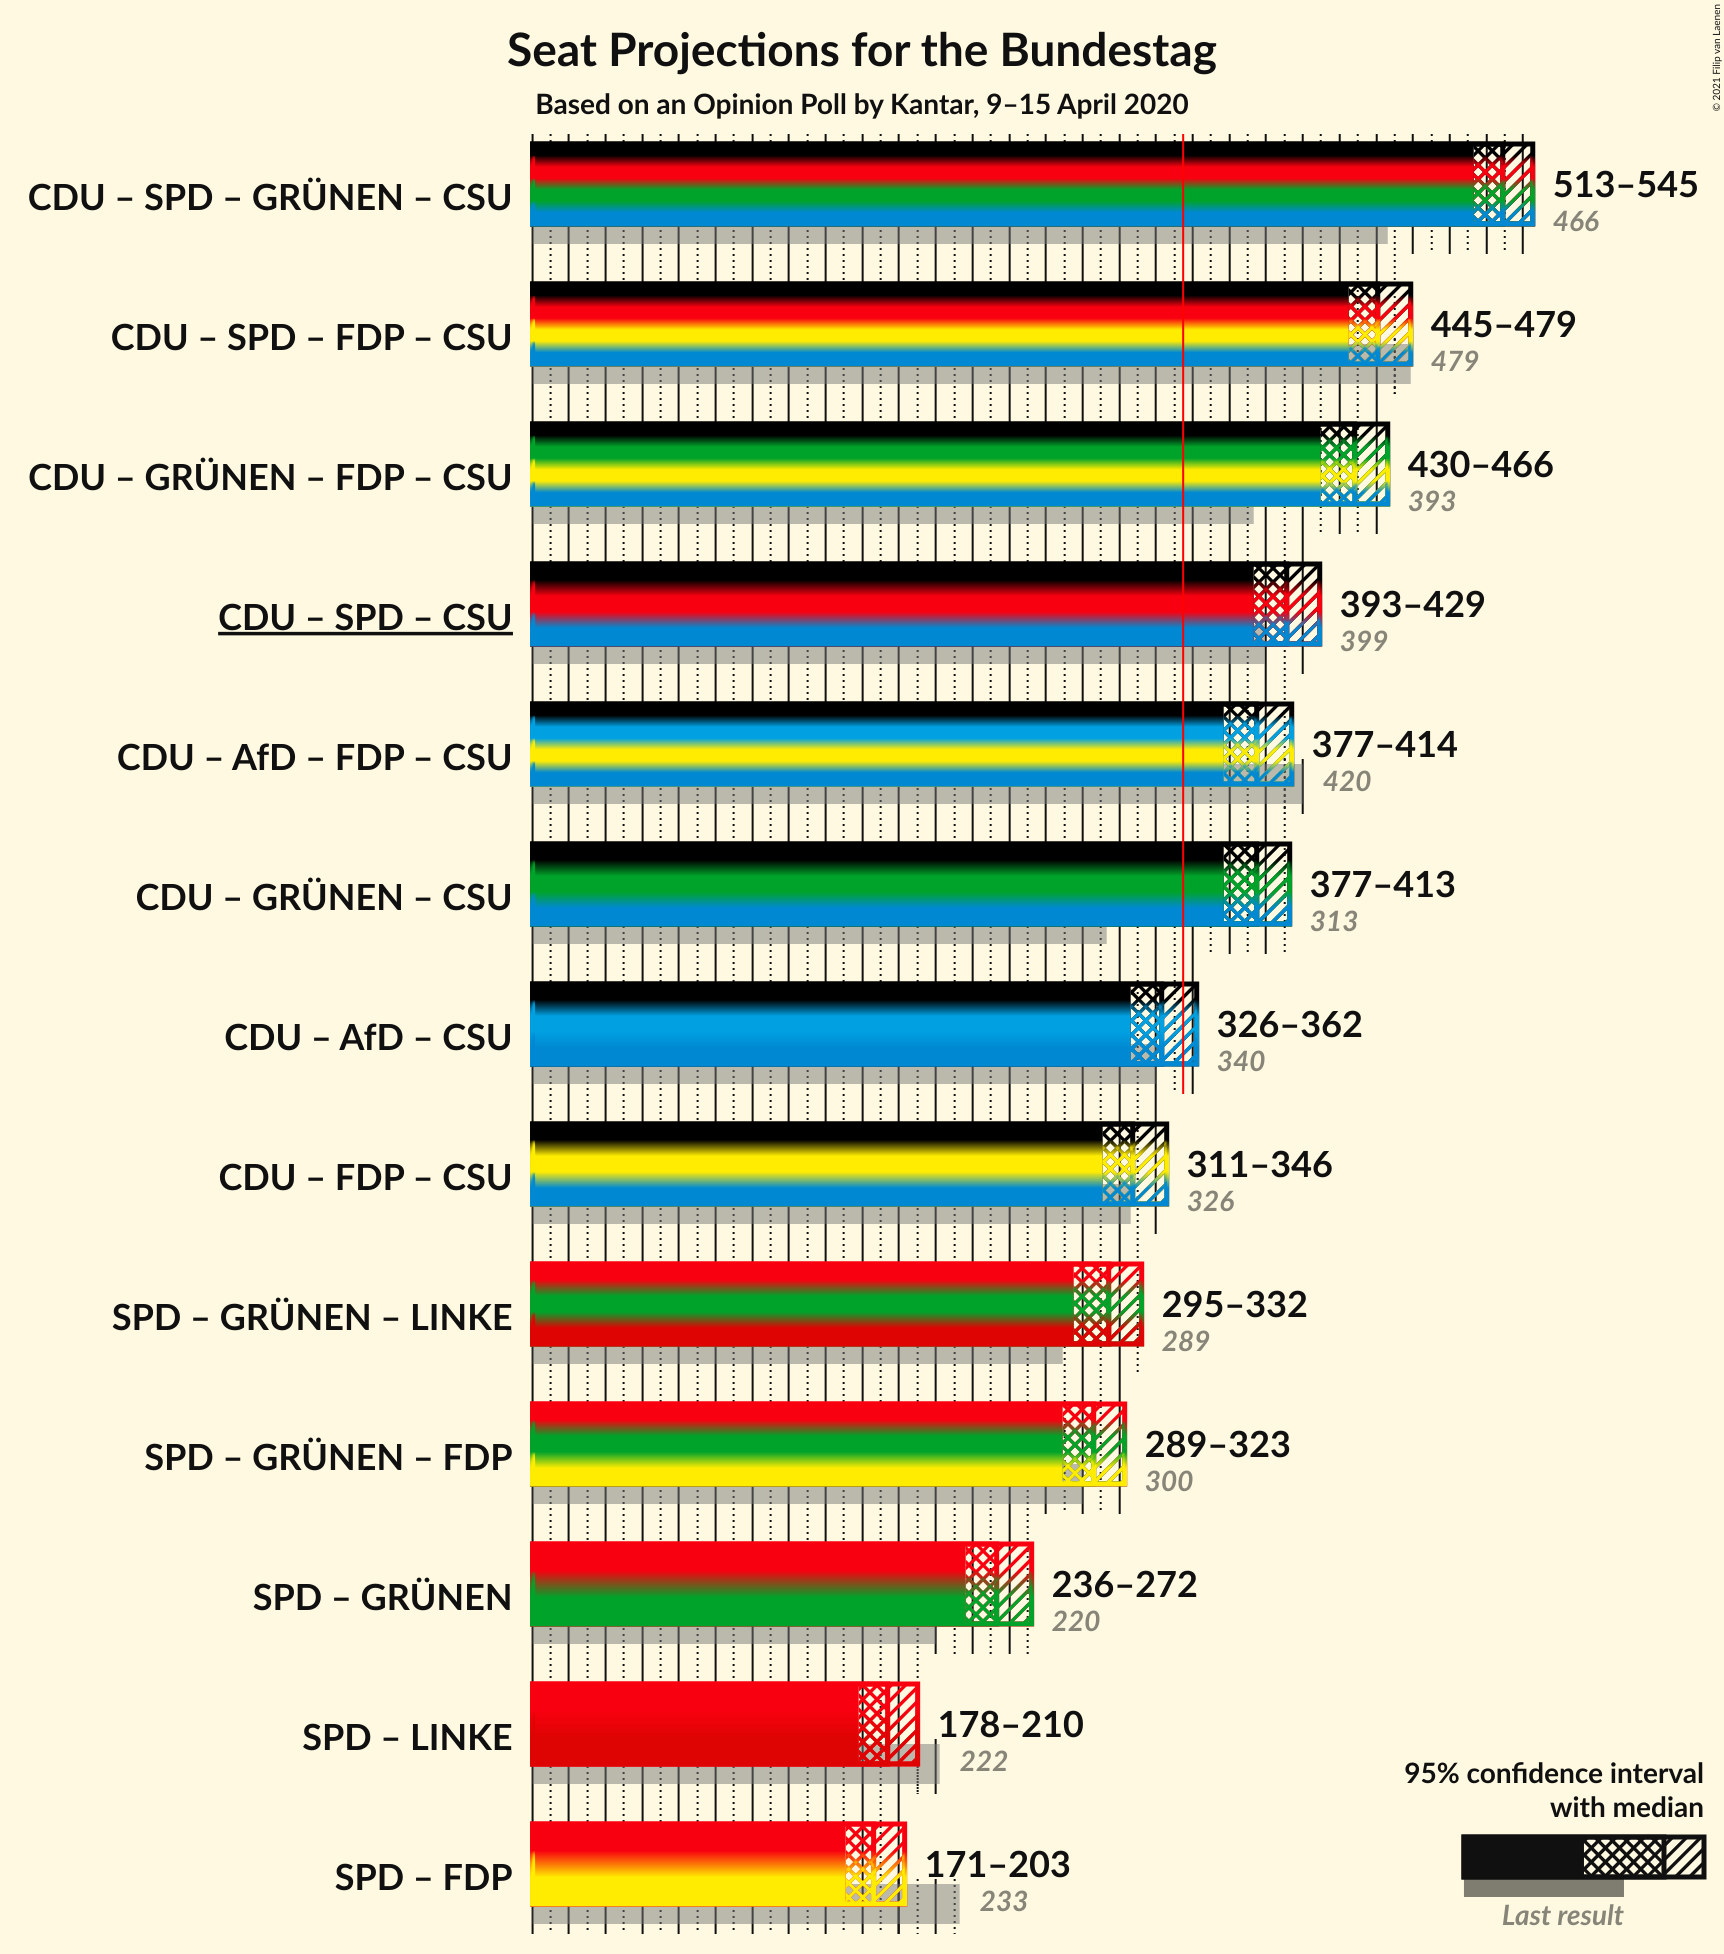 © 2021 Filip van Laenen
Seat Projections for the Bundestag
Based on an Opinion Poll by Kantar, 9–15 April 2020
CDU – SPD – GRÜNEN – CSU
513–545
466
CDU – SPD – FDP – CSU
445–479
479
CDU – GRÜNEN – FDP – CSU
430–466
393
CDU – SPD – CSU
393–429
399
CDU – AfD – FDP – CSU
377–414
420
CDU – GRÜNEN – CSU
377–413
313
CDU – AfD – CSU
326–362
340
CDU – FDP – CSU
311–346
326
SPD – GRÜNEN – LINKE
295–332
289
SPD – GRÜNEN – FDP
289–323
300
SPD – GRÜNEN
236–272
220
SPD – LINKE
178–210
222
SPD – FDP
171–203
233
95% confidence interval
with median
Last result